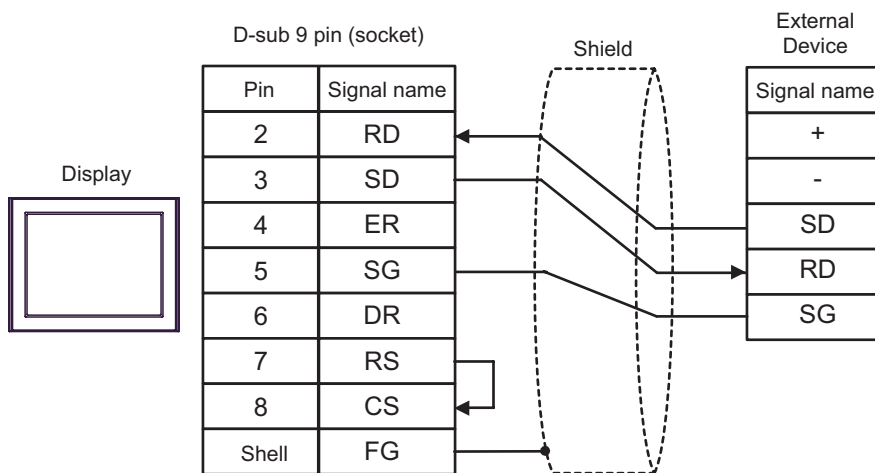 D-sub 9 pin (socket)
Shield
External
Device
Display
Pin Signal name
2 RD
3 SD
4 ER
5 SG
6 DR
7 RS
8 CS
Shell FG
Signal name
+
-
SD
RD
SG